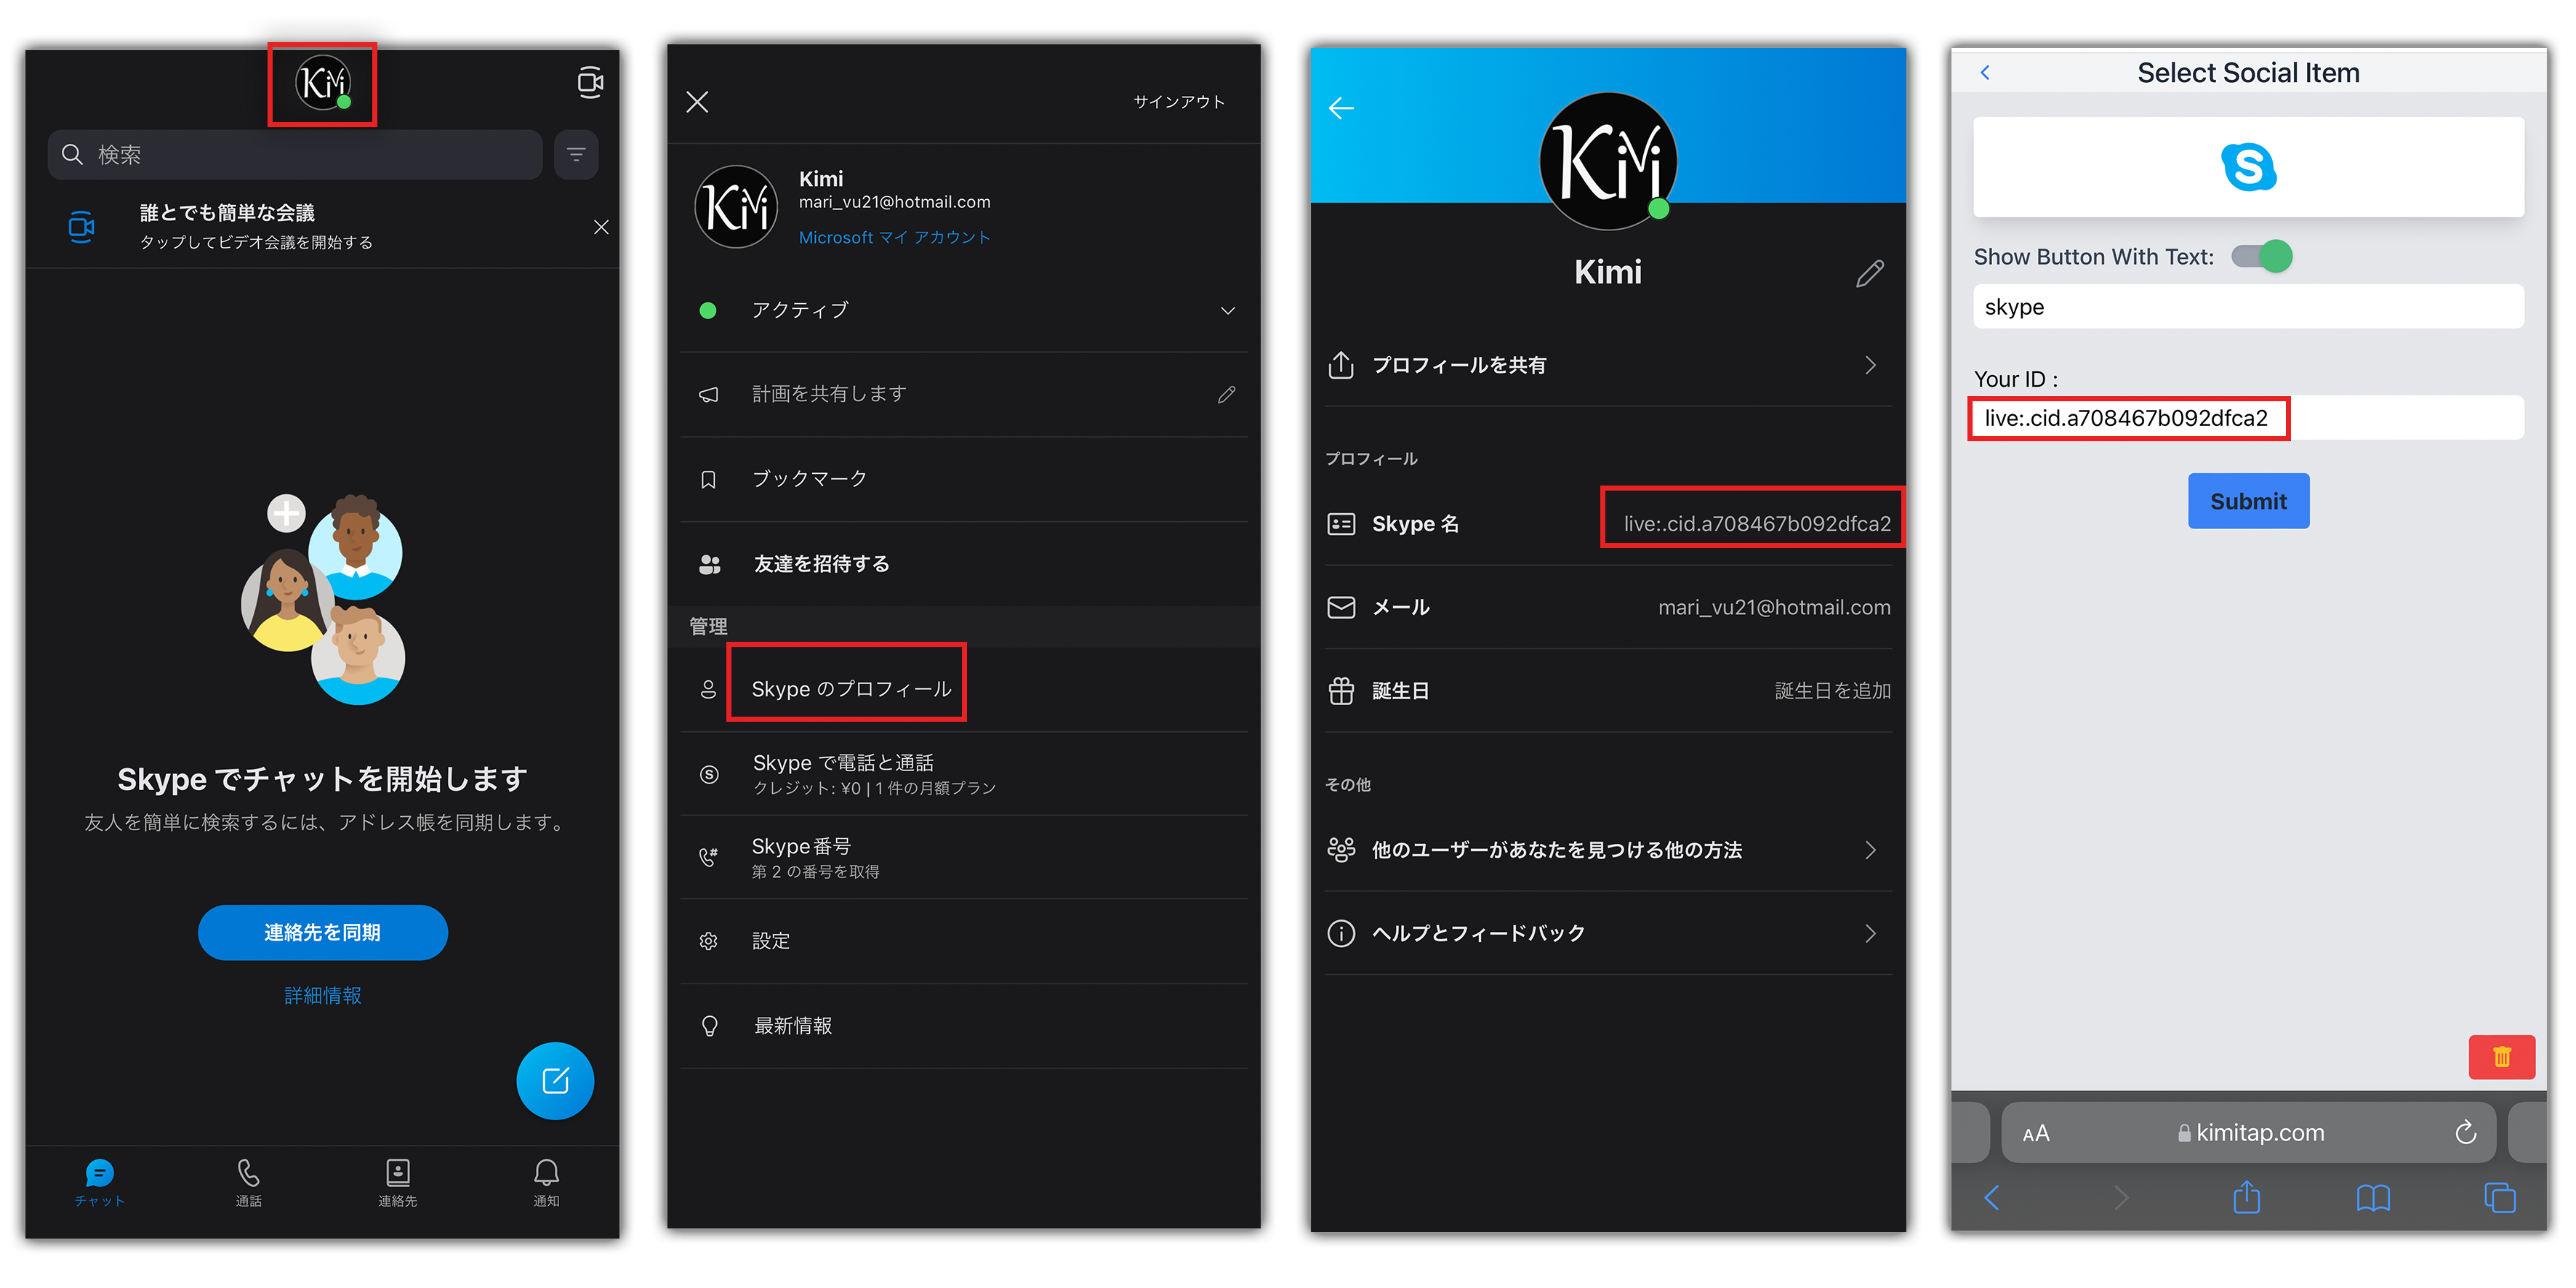 KiMi
検索
誰とでも簡単な会議
タップしてビデオ会議を開始する
Skype でチャットを開始します
友人を簡単に検索するには、アドレス帳を同期します。
連絡先を同期
詳細情報
チャット
通話
連絡先
通知
サインアウト
KiMi
Kimi
mari_vu21@hotmail.com
Microsoft マイ アカウント
アクティブ
計画を共有します
ブックマーク
友達を招待する
管理
Skype のプロフィール
Skype で電話と通話
クレジット: ¥0 | 1 件の月額プラン
Skype番号
第 2 の番号を取得
設定
最新情報
KiMi
Kimi
プロフィールを共有
プロフィール
Skype 名
live:.cid.a708467b092dfca2
メール
mari_vu21@hotmail.com
誕生日
誕生日を追加
その他
他のユーザーがあなたを見つける他の方法
ヘルプとフィードバック
Select Social Item
Show Button With Text:
skype
Your ID :
live:.cid.a708467b092dfca2
Submit
AA
kimitap.com